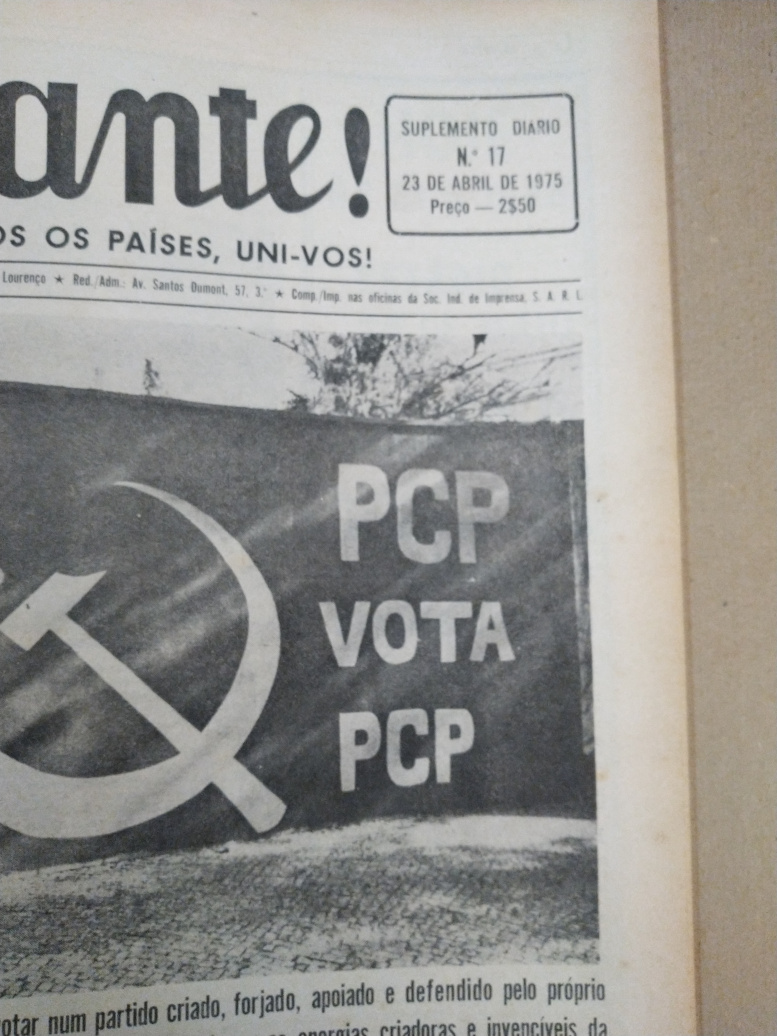 ante!
SUPLEMENTO DIÁRIO
N.º 17
23 DE ABRIL DE 1975
Preço — 2$50
OS OS PAÍSES, UNI-VOS!
Lourenço ★ Red./Adm.: Av. Santos Dumont, 57, 3.º ★ Comp./Imp. nas oficinas da Soc. Ind. de Imprensa, S. A. R. L.
PCP
VOTA
PCP
otar num partido criado, forjado, apoiado e defendido pelo próprio
energias criadoras e invencíveis da